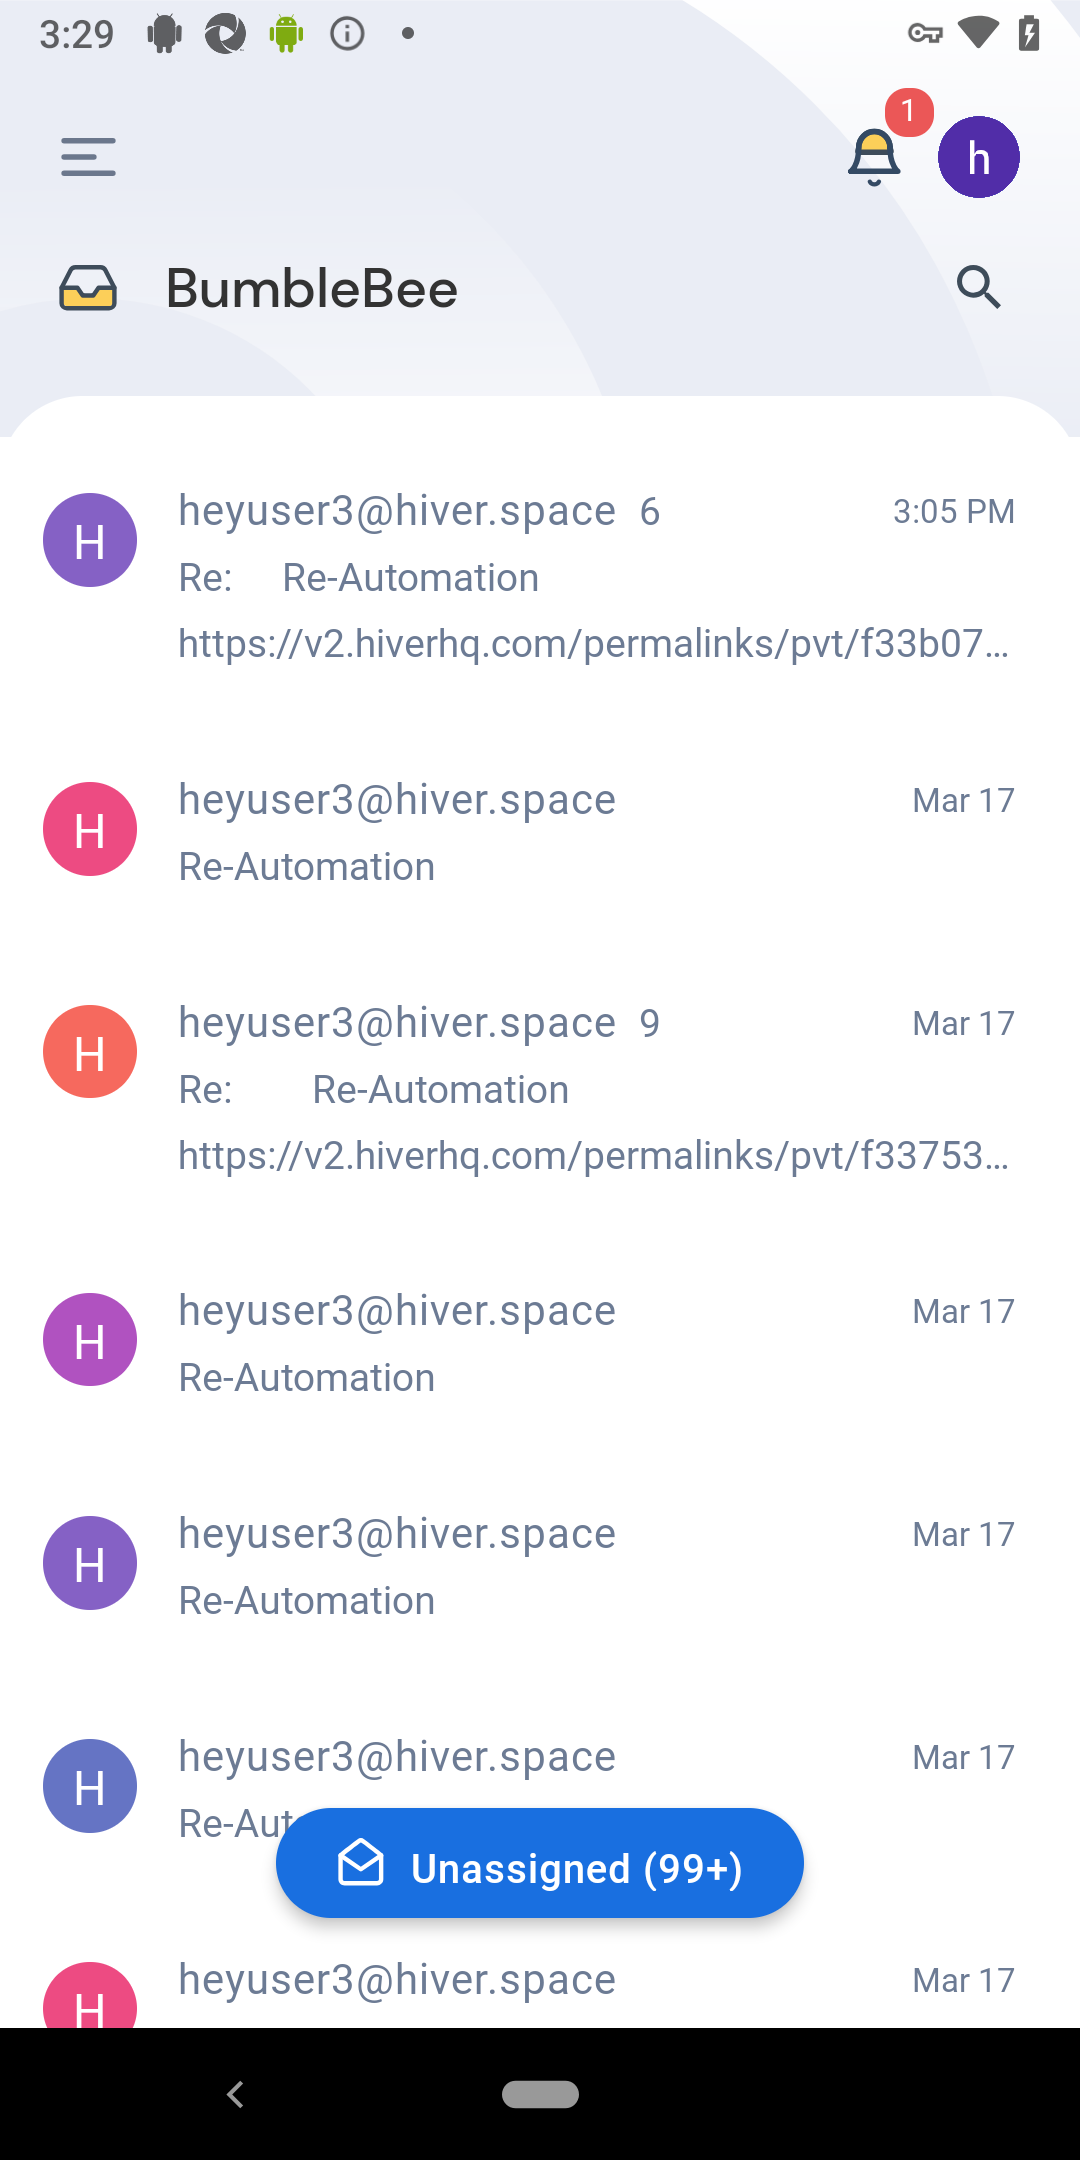 3:29
1
h
BumbleBee
H
heyuser3@hiver.space 6 3:05 PM
Re: Re-Automation
https://v2.hiverhq.com/permalinks/pvt/f33b07...
H
heyuser3@hiver.space Mar 17
Re-Automation
H
heyuser3@hiver.space 9 Mar 17
Re: Re-Automation
https://v2.hiverhq.com/permalinks/pvt/f33753...
H
heyuser3@hiver.space Mar 17
Re-Automation
H
heyuser3@hiver.space Mar 17
Re-Automation
H
heyuser3@hiver.space Mar 17
Re-Aut
Unassigned (99+)
H
heyuser3@hiver.space Mar 17